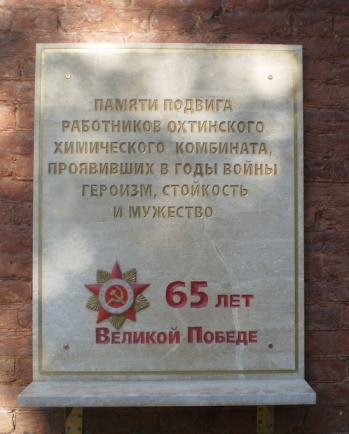 ПАМЯТИ ПОДВИГА
РАБОТНИКОВ ОХТИНСКОГО
ХИМИЧЕСКОГО КОМБИНАТА,
ПРОЯВИВШИХ В ГОДЫ ВОЙНЫ
ГЕРОИЗМ, СТОЙКОСТЬ
И МУЖЕСТВО
65 ЛЕТ
ВЕЛИКОЙ ПОБЕДЕ